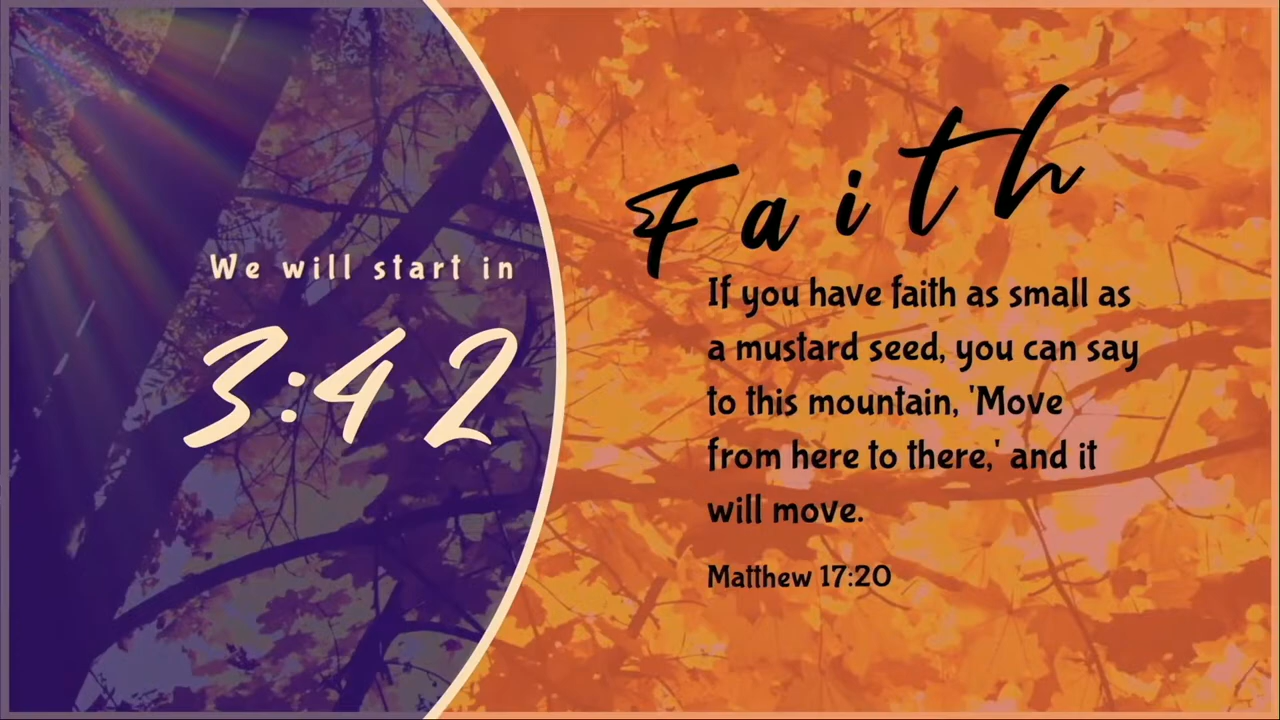 We will start in
3:42
Faith
If you have faith as small as
a mustard seed, you can say
to this mountain, 'Move
from here to there,' and it
will move.
Matthew 17:20